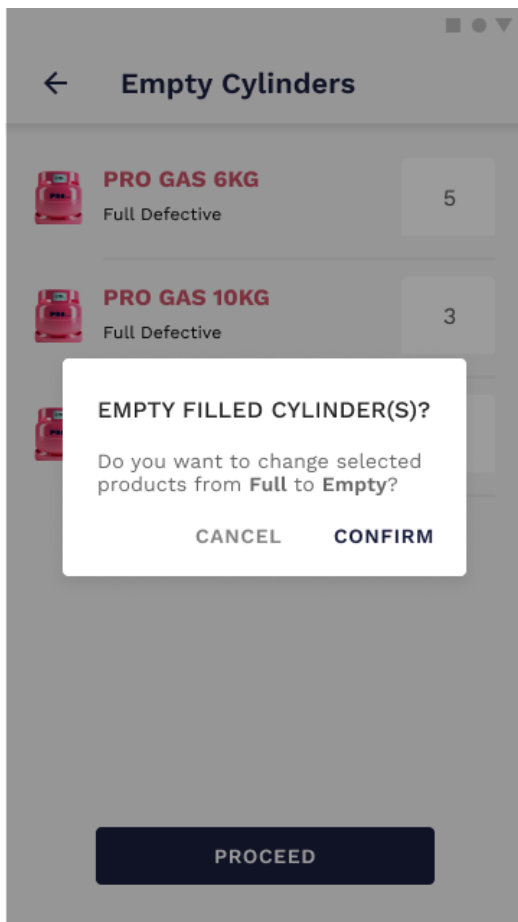 Empty Cylinders
PRO GAS 6KG
Full Defective
5
PRO GAS 10KG
Full Defective
3
EMPTY FILLED CYLINDER(S)?
Do you want to change selected
products from Full to Empty?
CANCEL CONFIRM
PROCEED